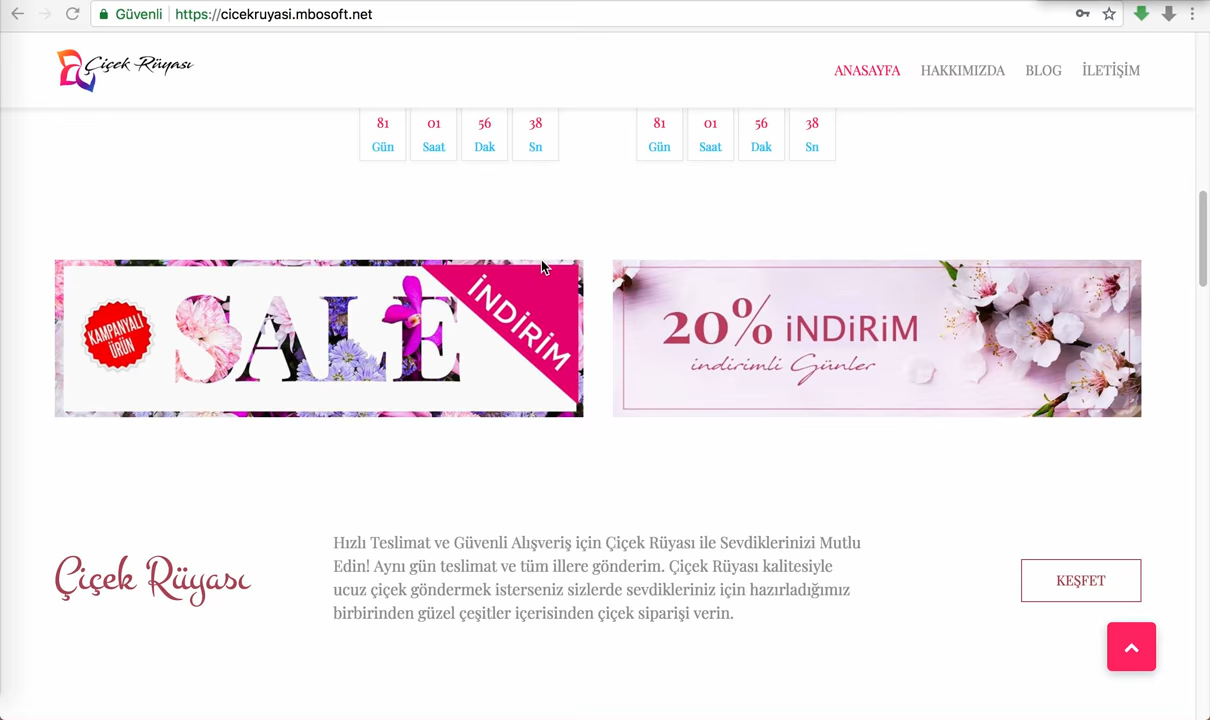 Güvenli https://cicekruyasi.mbosoft.net
Çiçek Rüyası
ANASAYFA HAKKIMIZDA BLOG İLETİŞİM
81 01 56 38 81 01 56 38
Gün Saat Dak Sn Gün Saat Dak Sn
KAMPANYALI
ÜRÜN
SALE
İNDİRİM
20% iNDiRiM
indirimli Günler
Çiçek Rüyası
Hızlı Teslimat ve Güvenli Alışveriş için Çiçek Rüyası ile Sevdiklerinizi Mutlu
Edin! Aynı gün teslimat ve tüm illere gönderim. Çiçek Rüyası kalitesiyle
ucuz çiçek göndermek isterseniz sizlerde sevdikleriniz için hazırladığımız
birbirinden güzel çeşitler içerisinden çiçek siparişi verin.
KEŞFET